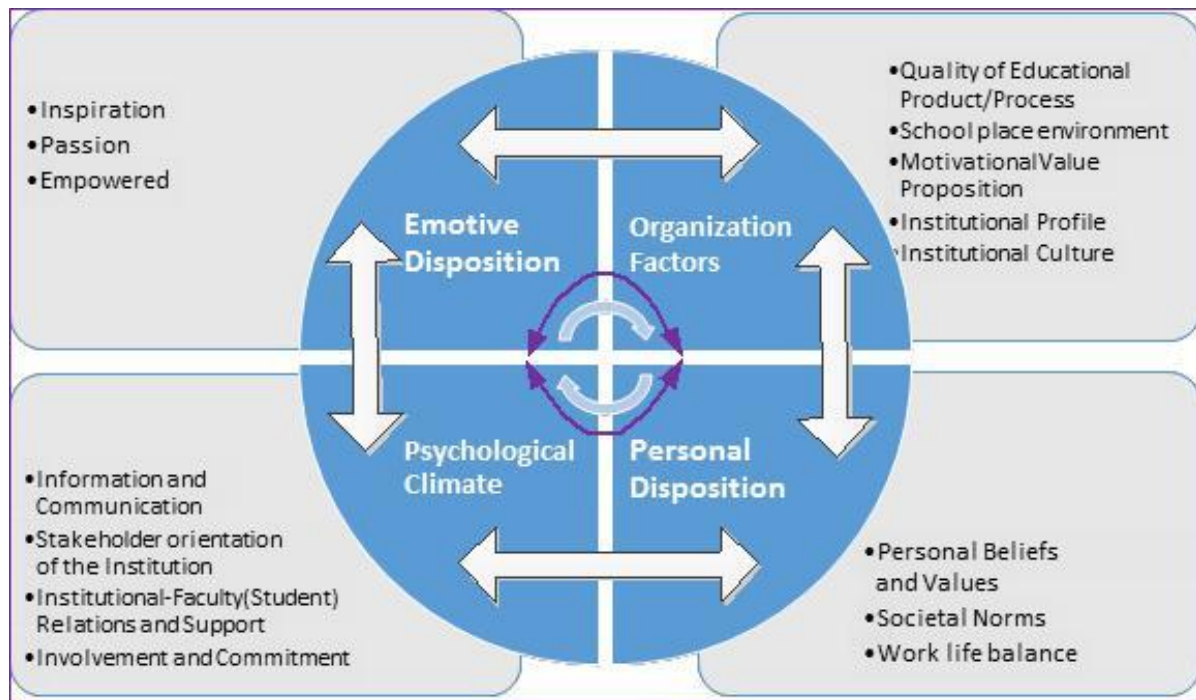 •Inspiration
•Passion
•Empowered
•Quality of Educational
Product/Process
•School place environment
•Motivational Value
Proposition
•Institutional Profile
•Institutional Culture
Emotive
Disposition
Organization
Factors
Psychological
Climate
Personal
Disposition
•Information and
Communication
•Stakeholder orientation
of the Institution
•Institutional-Faculty(Student)
Relations and Support
•Involvement and Commitment
•Personal Beliefs
and Values
•Societal Norms
•Work life balance